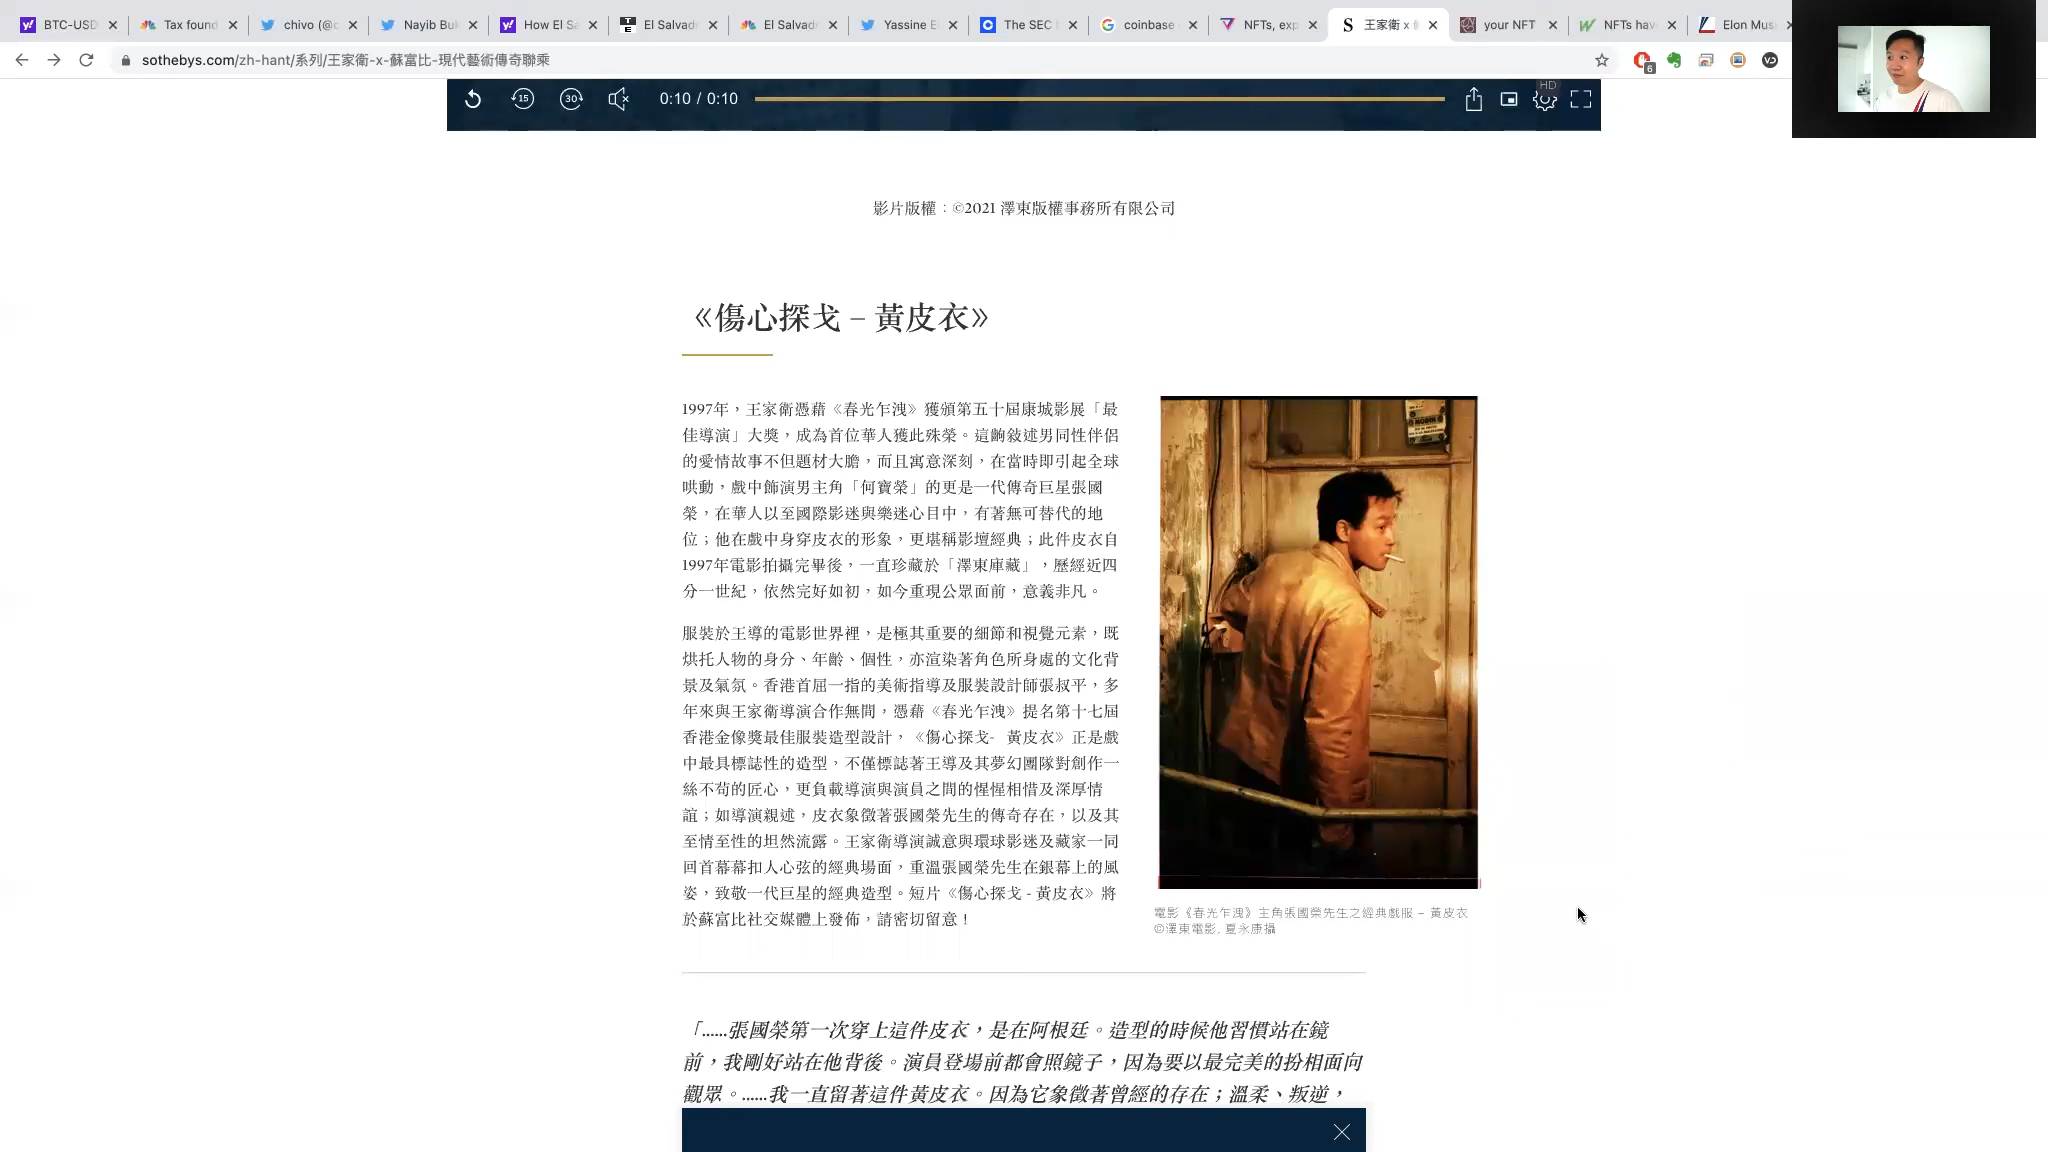 BTC-USD
Tax found
chivo (@c
Nayib Buk
How El Sa
El Salvad
El Salvad
Yassine E
The SEC
coinbase
NFTs, exp
王家衛 x
your NFT
NFTs hav
Elon Mus
sothebys.com/zh-hant/系列/王家衛-x-蘇富比-現代藝術傳奇聯乘
6
15
30
0:10 / 0:10
HD
影片版權：©2021 澤東版權事務所有限公司
《傷心探戈 – 黃皮衣》
1997年，王家衛憑藉《春光乍洩》獲頒第五十屆康城影展「最
佳導演」大獎，成為首位華人獲此殊榮。這齣敍述男同性伴侶
的愛情故事不但題材大膽，而且寓意深刻，在當時即引起全球
哄動，戲中飾演男主角「何寶榮」的更是一代傳奇巨星張國
榮，在華人以至國際影迷與樂迷心目中，有著無可替代的地
位；他在戲中身穿皮衣的形象，更堪稱影壇經典；此件皮衣自
1997年電影拍攝完畢後，一直珍藏於「澤東庫藏」，歷經近四
分一世紀，依然完好如初，如今重現公眾面前，意義非凡。
服裝於王導的電影世界裡，是極其重要的細節和視覺元素，既
烘托人物的身分、年齡、個性，亦渲染著角色所身處的文化背
景及氣氛。香港首屈一指的美術指導及服裝設計師張叔平，多
年來與王家衛導演合作無間，憑藉《春光乍洩》提名第十七屆
香港金像獎最佳服裝造型設計，《傷心探戈- 黃皮衣》正是戲
中最具標誌性的造型，不僅標誌著王導及其夢幻團隊對創作一
絲不苟的匠心，更負載導演與演員之間的惺惺相惜及深厚情
誼；如導演親述，皮衣象徵著張國榮先生的傳奇存在，以及其
至情至性的坦然流露。王家衛導演誠意與環球影迷及藏家一同
回首幕幕扣人心弦的經典場面，重溫張國榮先生在銀幕上的風
姿，致敬一代巨星的經典造型。短片《傷心探戈 - 黃皮衣》將
於蘇富比社交媒體上發佈，請密切留意！
電影《春光乍洩》主角張國榮先生之經典戲服 – 黃皮衣
©澤東電影, 夏永康攝
「......張國榮第一次穿上這件皮衣，是在阿根廷。造型的時候他習慣站在鏡
前，我剛好站在他背後。演員登場前都會照鏡子，因為要以最完美的扮相面向
觀眾。......我一直留著這件黃皮衣。因為它象徵著曾經的存在；溫柔、叛逆，